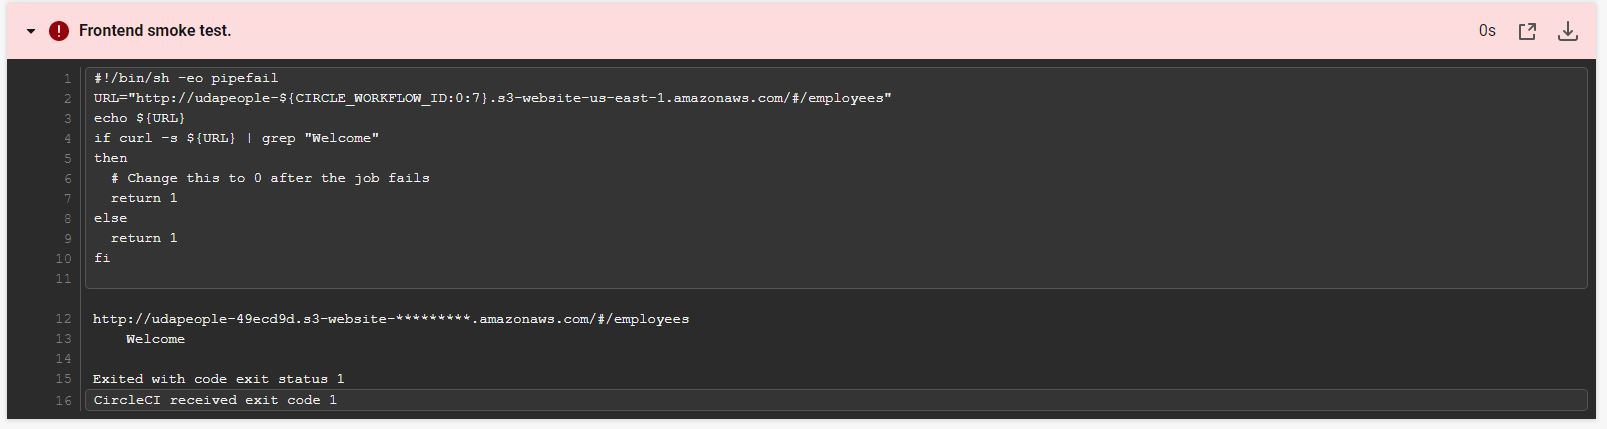 Frontend smoke test.
0s
1 #!/bin/sh -eo pipefail
2 URL="http://udapeople-${CIRCLE_WORKFLOW_ID:0:7}.s3-website-us-east-1.amazonaws.com/#/employees"
3 echo ${URL}
4 if curl -s ${URL} | grep "Welcome"
5 then
6   # Change this to 0 after the job fails
7   return 1
8 else
9   return 1
10 fi
11
12 http://udapeople-49ecd9d.s3-website-*********.amazonaws.com/#/employees
13     Welcome
14
15 Exited with code exit status 1
16 CircleCI received exit code 1